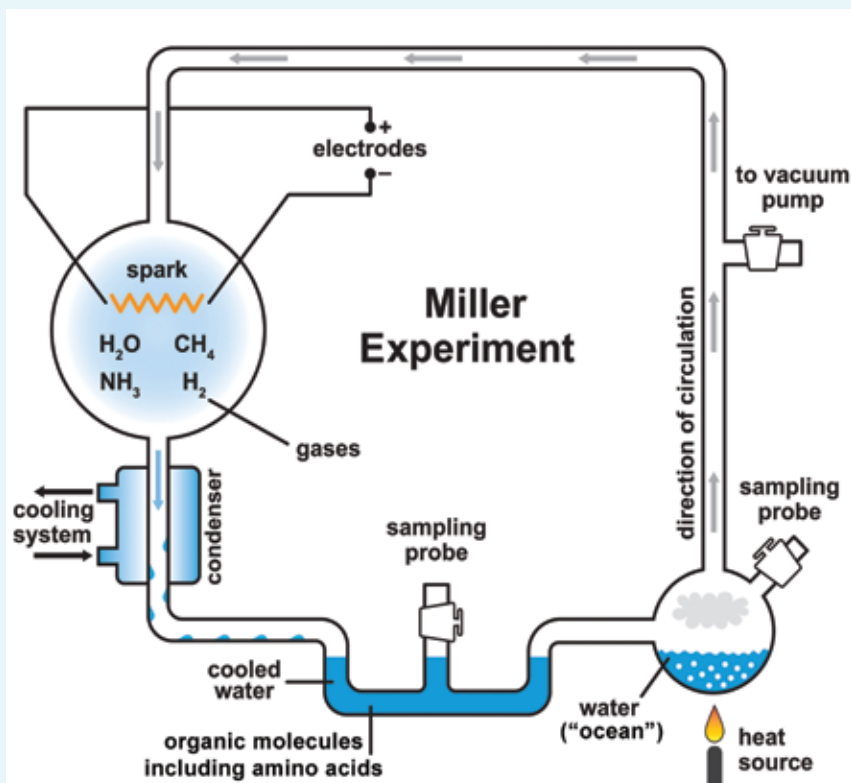 +
electrodes
–
to vacuum
pump
spark
H₂O CH₄
NH₃ H₂
Miller
Experiment
gases
direction of circulation
condenser
cooling
system
sampling
probe
sampling
probe
cooled
water
water
("ocean")
organic molecules
including amino acids
heat
source